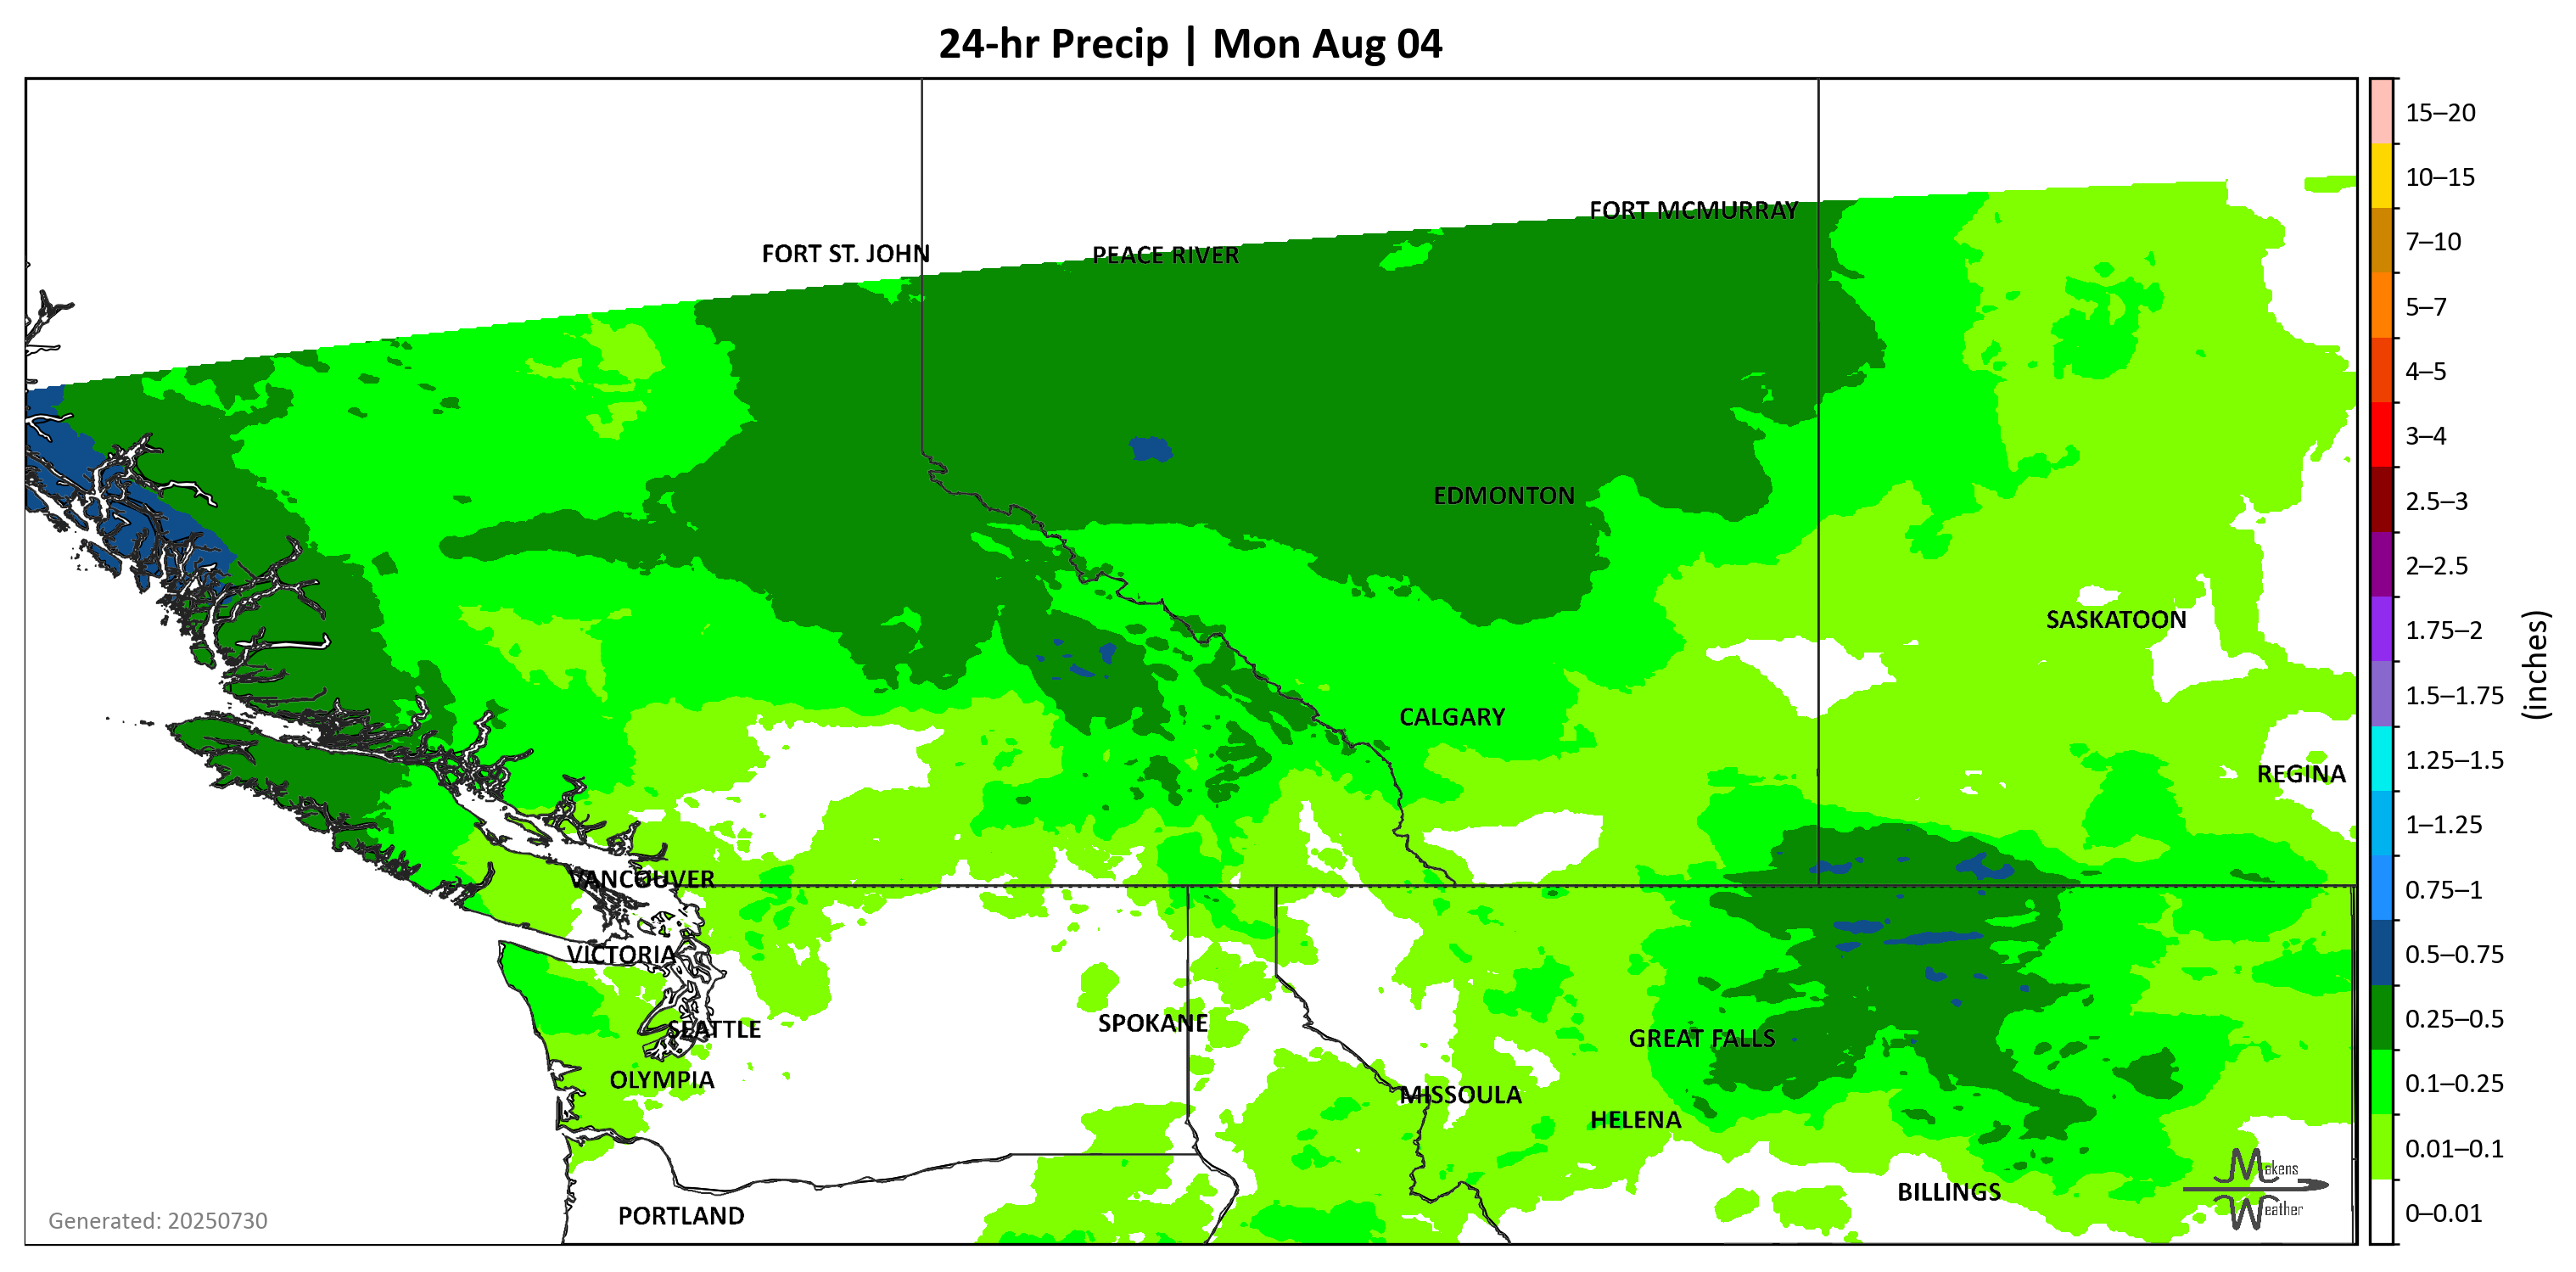 24-hr Precip | Mon Aug 04
FORT MCMURRAY
FORT ST. JOHN
PEACE RIVER
EDMONTON
SASKATOON
CALGARY
REGINA
VANCOUVER
VICTORIA
SPOKANE
SEATTLE
GREAT FALLS
OLYMPIA
MISSOULA
HELENA
BILLINGS
PORTLAND
Makens
Weather
Generated: 20250730
15–20
10–15
7–10
5–7
4–5
3–4
2.5–3
2–2.5
1.75–2
1.5–1.75
1.25–1.5
1–1.25
0.75–1
0.5–0.75
0.25–0.5
0.1–0.25
0.01–0.1
0–0.01
(inches)